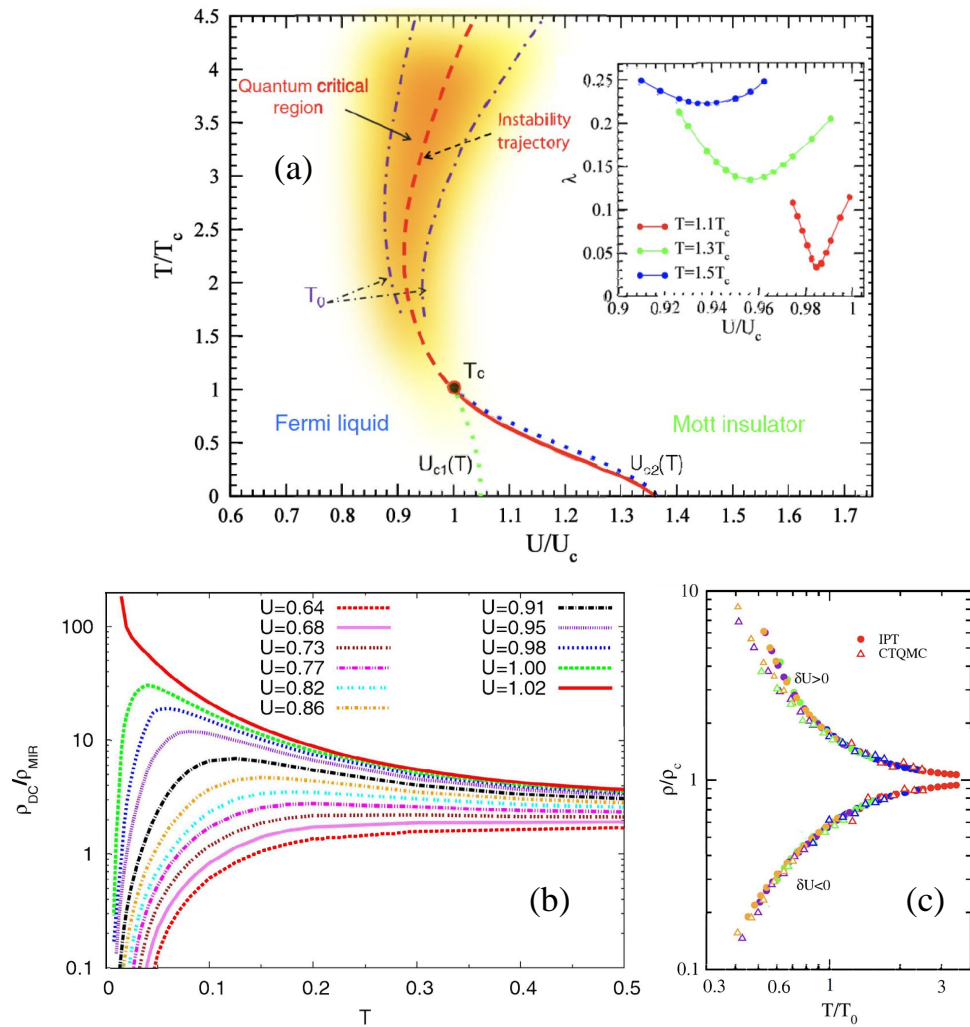 4.5
4
3.5
3
2.5
2
1.5
1
0.5
0
T/T_c
0.6 0.7 0.8 0.9 1 1.1 1.2 1.3 1.4 1.5 1.6 1.7
U/U_c
(a)
Quantum critical
region
Instability
trajectory
T_0
T_c
Fermi liquid
Mott insulator
U_c1(T)
U_c2(T)
0.25
0.2
0.15
0.1
0.05
0
λ
T=1.1T_c
T=1.3T_c
T=1.5T_c
0.9 0.92 0.94 0.96 0.98 1
U/U_c
100
10
1
0.1
ρ_DC/ρ_MIR
U=0.64
U=0.68
U=0.73
U=0.77
U=0.82
U=0.86
U=0.91
U=0.95
U=0.98
U=1.00
U=1.02
(b)
0 0.1 0.2 0.3 0.4 0.5
T
10
1
0.1
ρ/ρ_c
IPT
CTQMC
δU>0
δU<0
(c)
0.3 1 3
T/T_0